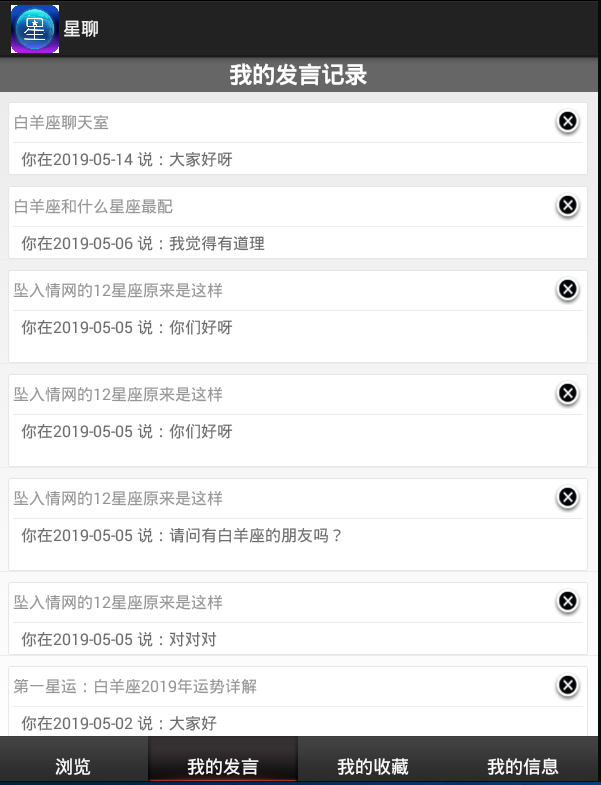 星
星聊
我的发言记录
白羊座聊天室
你在2019-05-14 说：大家好呀
白羊座和什么星座最配
你在2019-05-06 说：我觉得有道理
坠入情网的12星座原来是这样
你在2019-05-05 说：你们好呀
坠入情网的12星座原来是这样
你在2019-05-05 说：你们好呀
坠入情网的12星座原来是这样
你在2019-05-05 说：请问有白羊座的朋友吗？
坠入情网的12星座原来是这样
你在2019-05-05 说：对对对
第一星运：白羊座2019年运势详解
你在2019-05-02 说：大家好
浏览
我的发言
我的收藏
我的信息